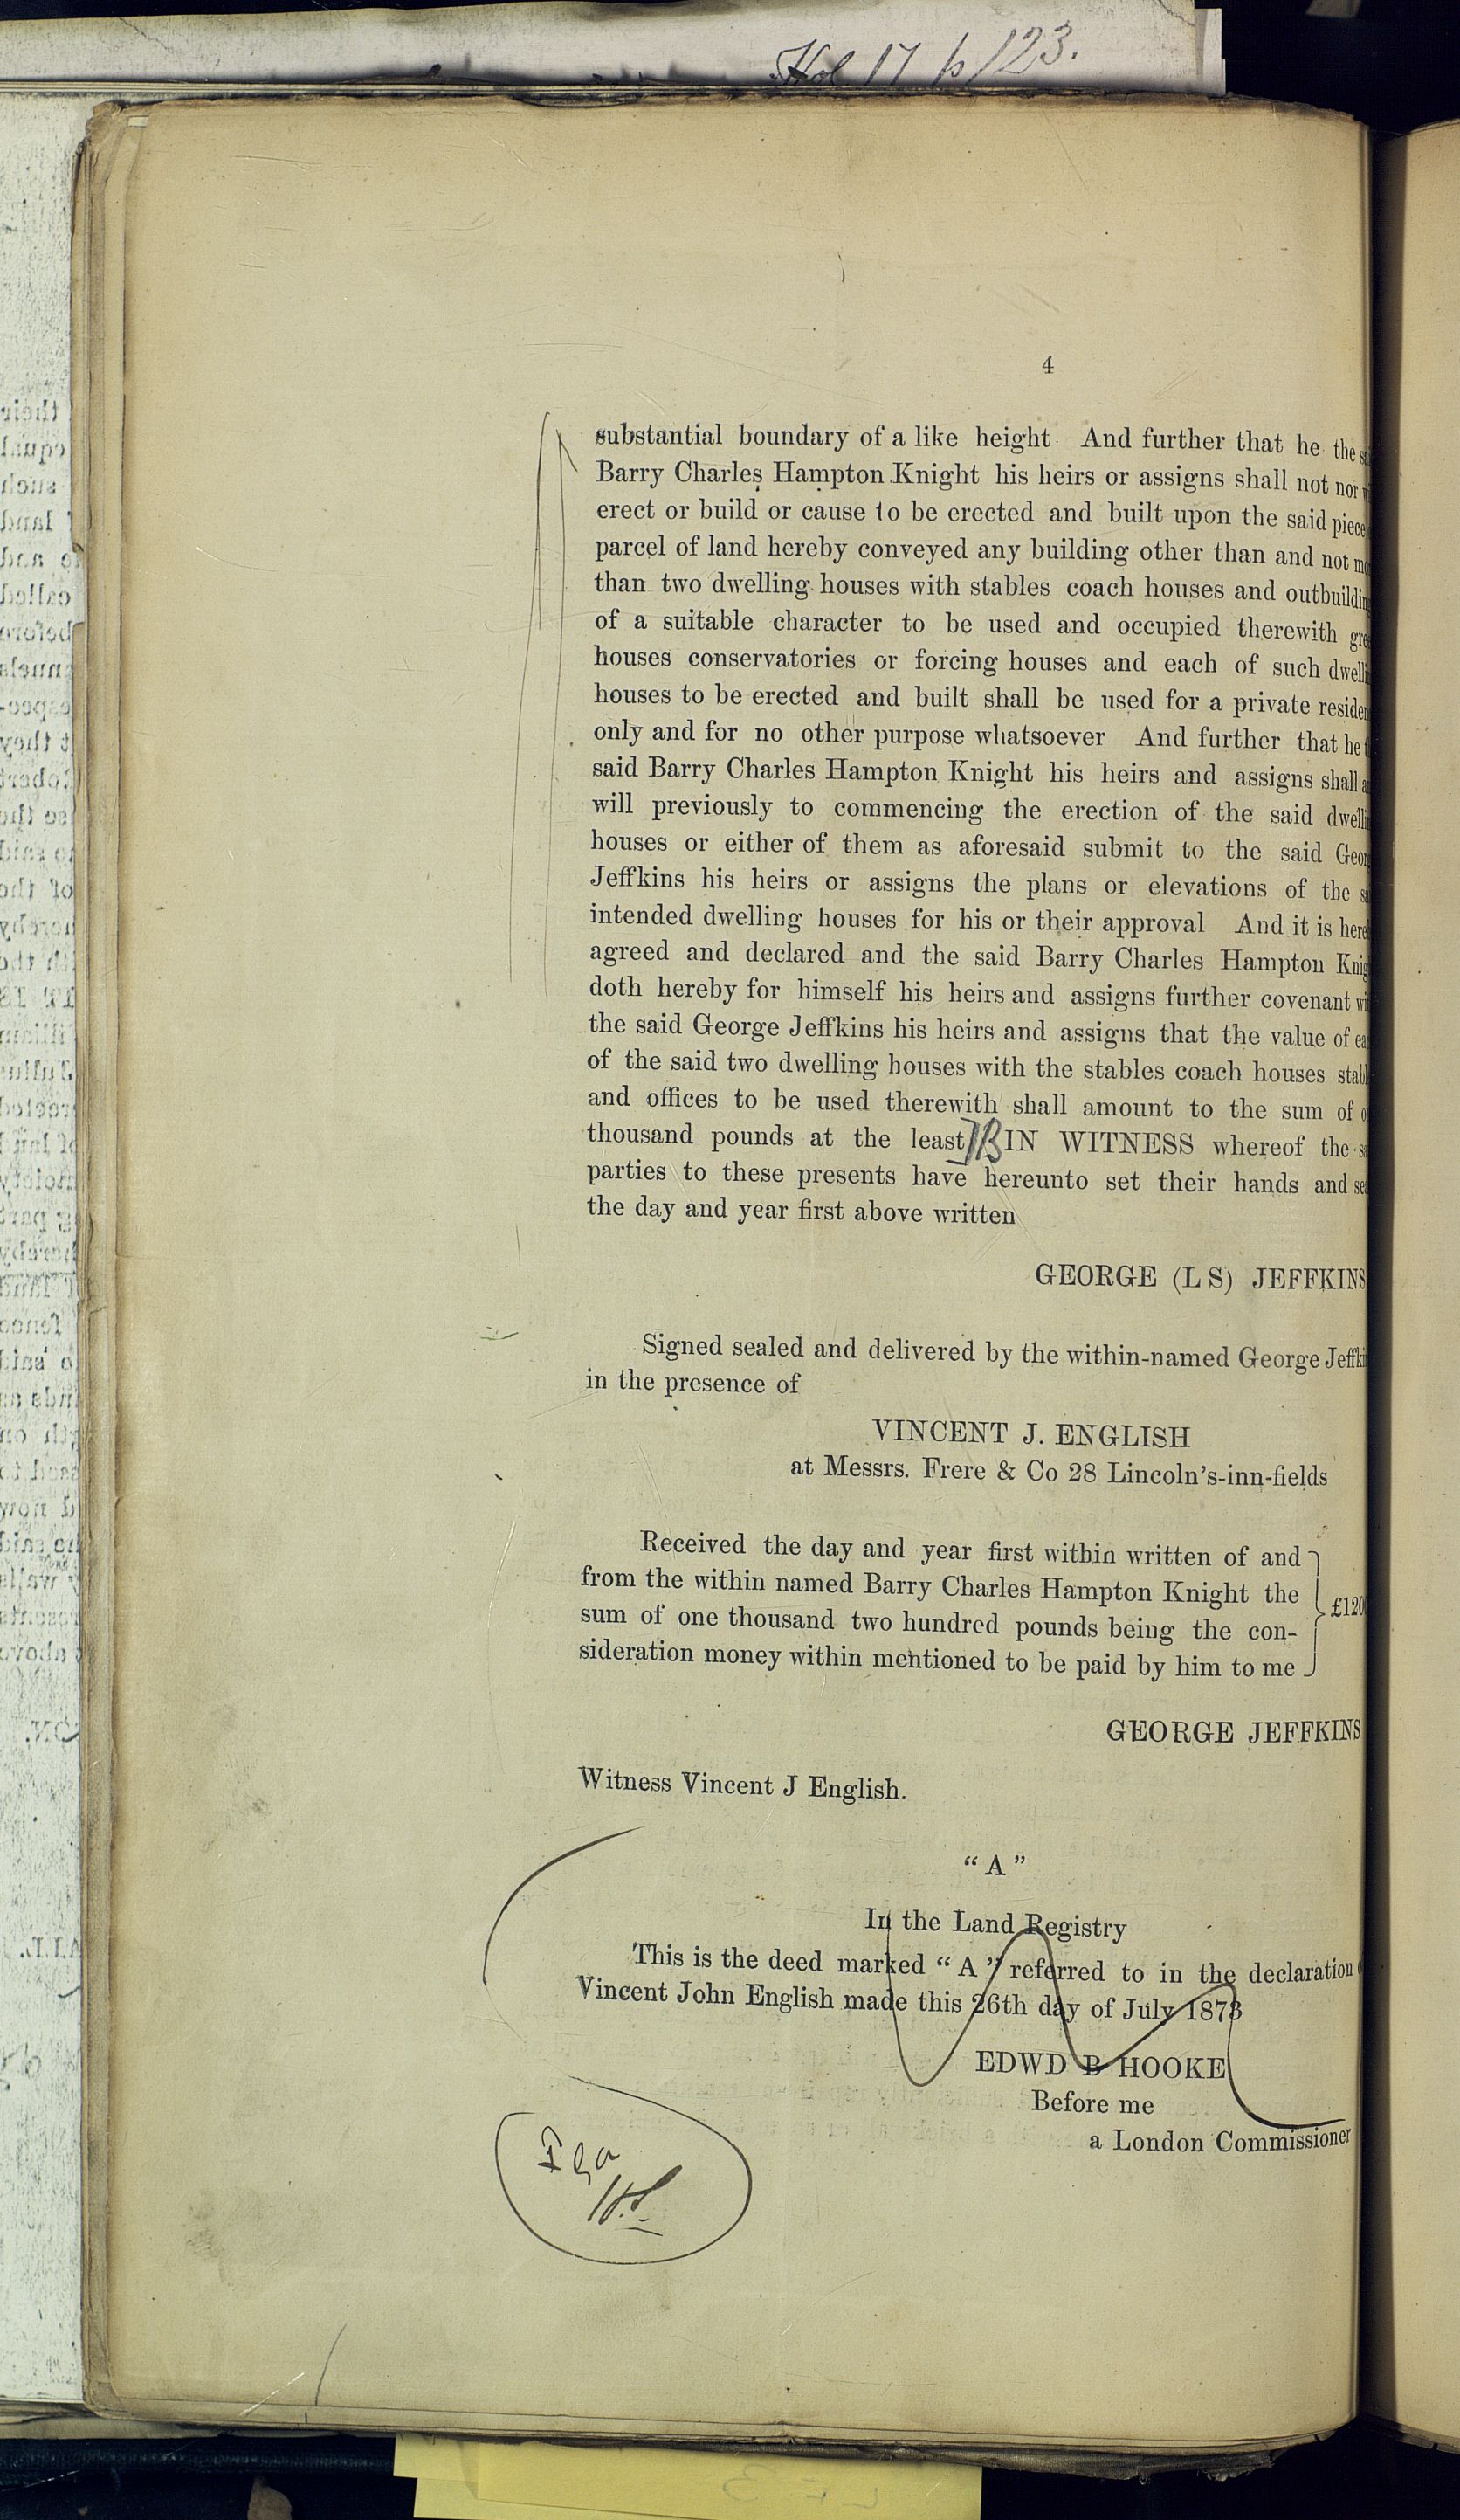 Vol 17 p 123.
4
substantial boundary of a like height And further that he the
Barry Charles Hampton Knight his heirs or assigns shall not nor
erect or build or cause to be erected and built upon the said piece
parcel of land hereby conveyed any building other than and not
than two dwelling houses with stables coach houses and outbuildin
of a suitable character to be used and occupied therewith gre
houses conservatories or forcing houses and each of such dwelli
houses to be erected and built shall be used for a private residen
only and for no other purpose whatsoever And further that he
said Barry Charles Hampton Knight his heirs and assigns shall a
will previously to commencing the erection of the said dwelli
houses or either of them as aforesaid submit to the said Geor
Jeffkins his heirs or assigns the plans or elevations of the s
intended dwelling houses for his or their approval And it is here
agreed and declared and the said Barry Charles Hampton Knig
doth hereby for himself his heirs and assigns further covenant wi
the said George Jeffkins his heirs and assigns that the value of ea
of the said two dwelling houses with the stables coach houses stabl
and offices to be used therewith shall amount to the sum of o
thousand pounds at the least] B IN WITNESS whereof the s
parties to these presents have hereunto set their hands and se
the day and year first above written
GEORGE (L S) JEFFKINS
Signed sealed and delivered by the within-named George Jeffki
in the presence of
VINCENT J. ENGLISH
at Messrs. Frere & Co 28 Lincoln's-inn-fields
Received the day and year first within written of and
from the within named Barry Charles Hampton Knight the
sum of one thousand two hundred pounds being the con-
£120
sideration money within mentioned to be paid by him to me
GEORGE JEFFKINS
Witness Vincent J English.
"A"
In the Land Registry
This is the deed marked "A" referred to in the declaration
Vincent John English made this 26th day of July 1873
EDWD B HOOKE
Before me
a London Commissioner